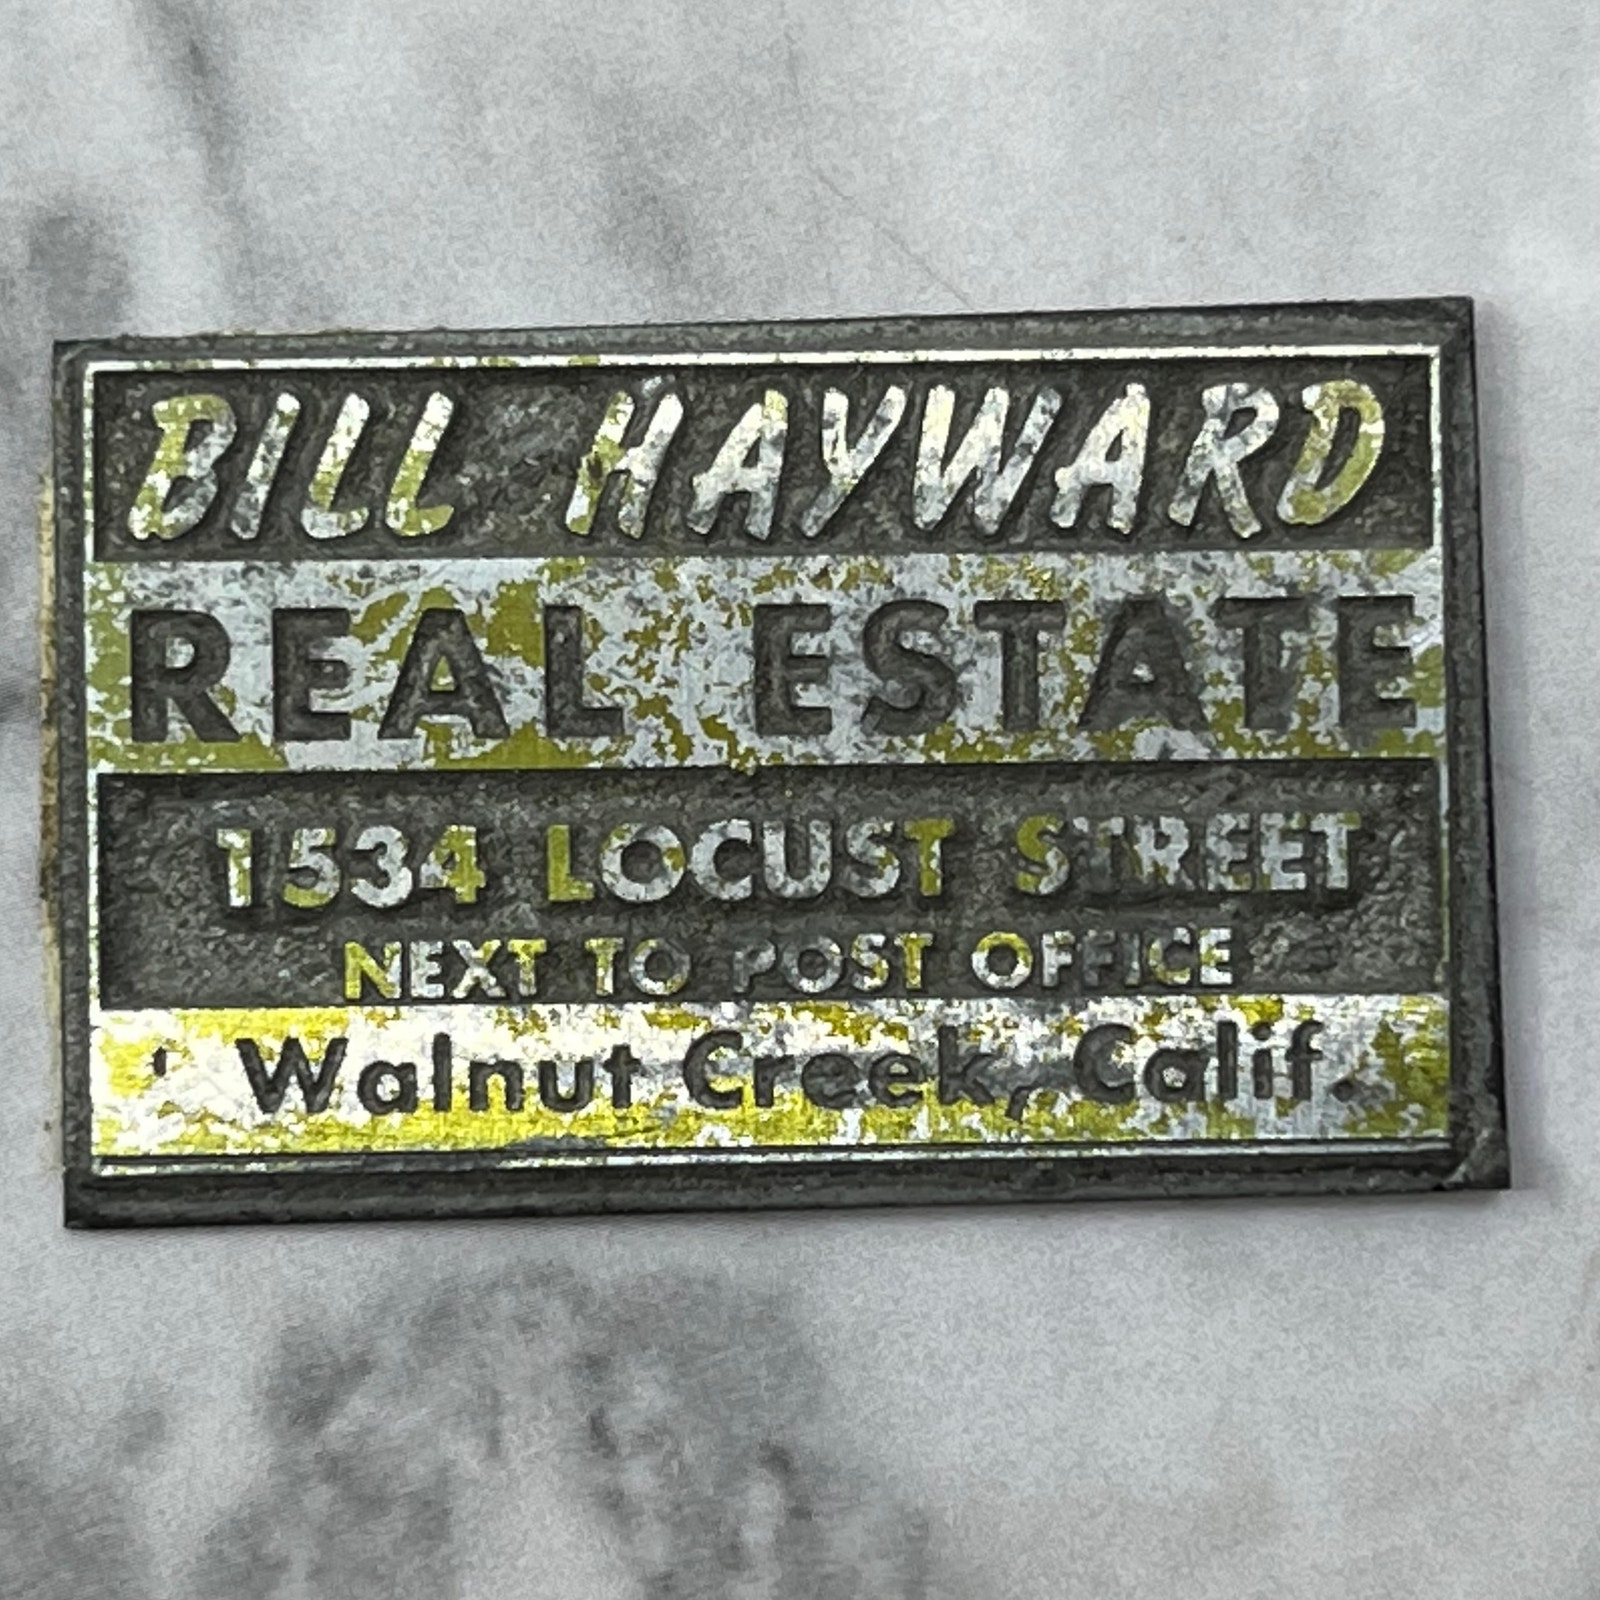 BILL HAYWARD
REAL ESTATE
1534 LOCUST STREET
NEXT TO POST OFFICE
Walnut Creek, Calif.